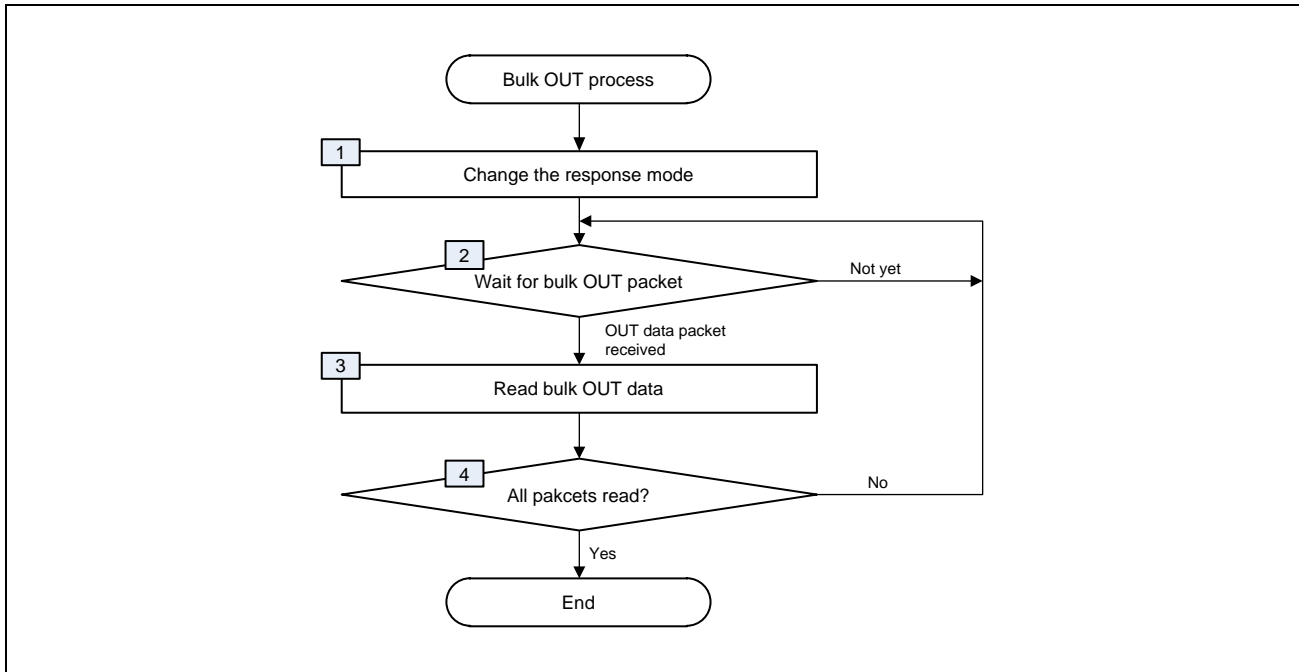 Bulk OUT process
1
Change the response mode
2
Wait for bulk OUT packet
Not yet
OUT data packet
received
3
Read bulk OUT data
4
All pakcets read?
No
Yes
End